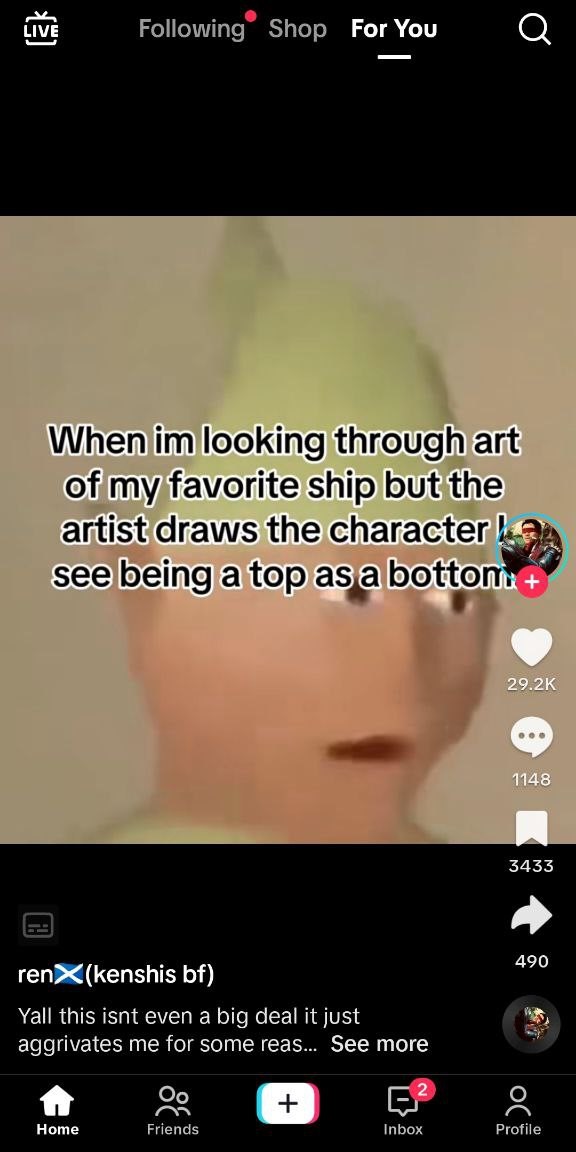 LIVE
Following Shop For You
When im looking through art
of my favorite ship but the
artist draws the character I
see being a top as a bottom.
29.2K
1148
3433
490
ren🏴󠁧󠁢󠁳󠁣󠁴󠁿(kenshis bf)
Yall this isnt even a big deal it just
aggrivates me for some reas... See more
2
Home Friends Inbox Profile